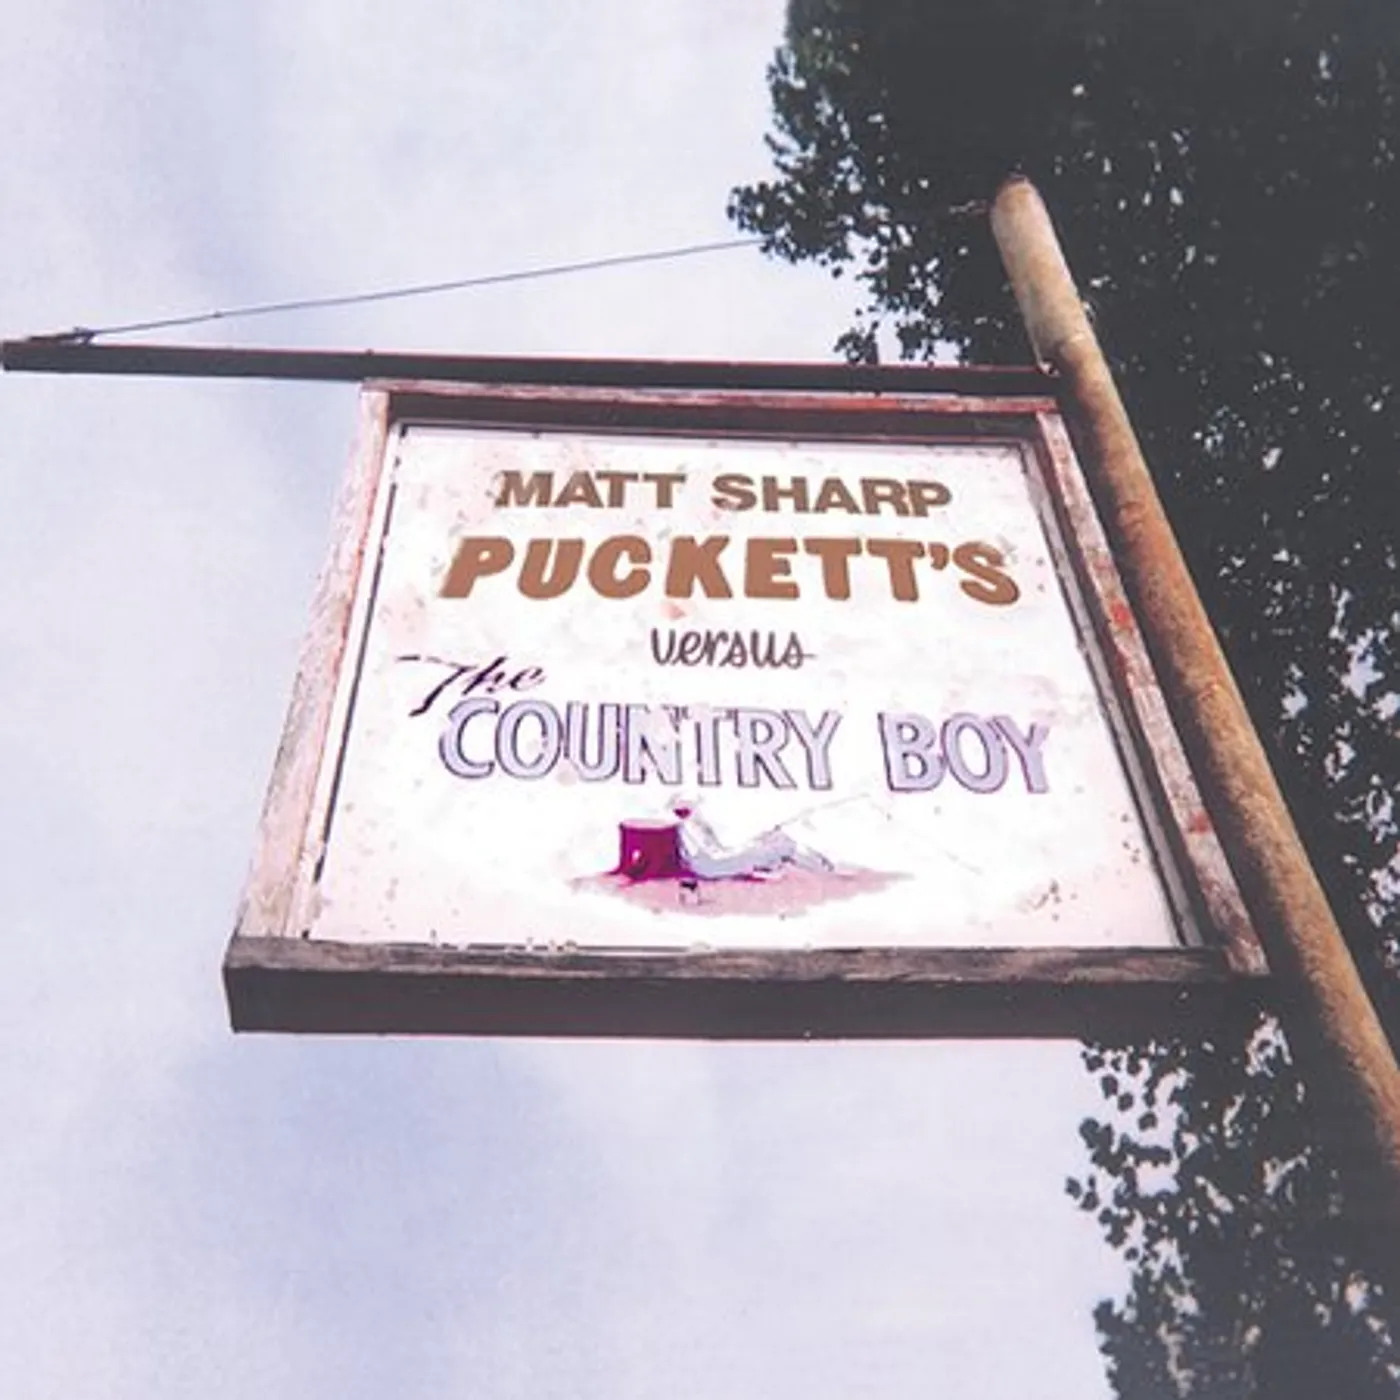 MATT SHARP
PUCKETT'S
versus
The
COUNTRY BOY